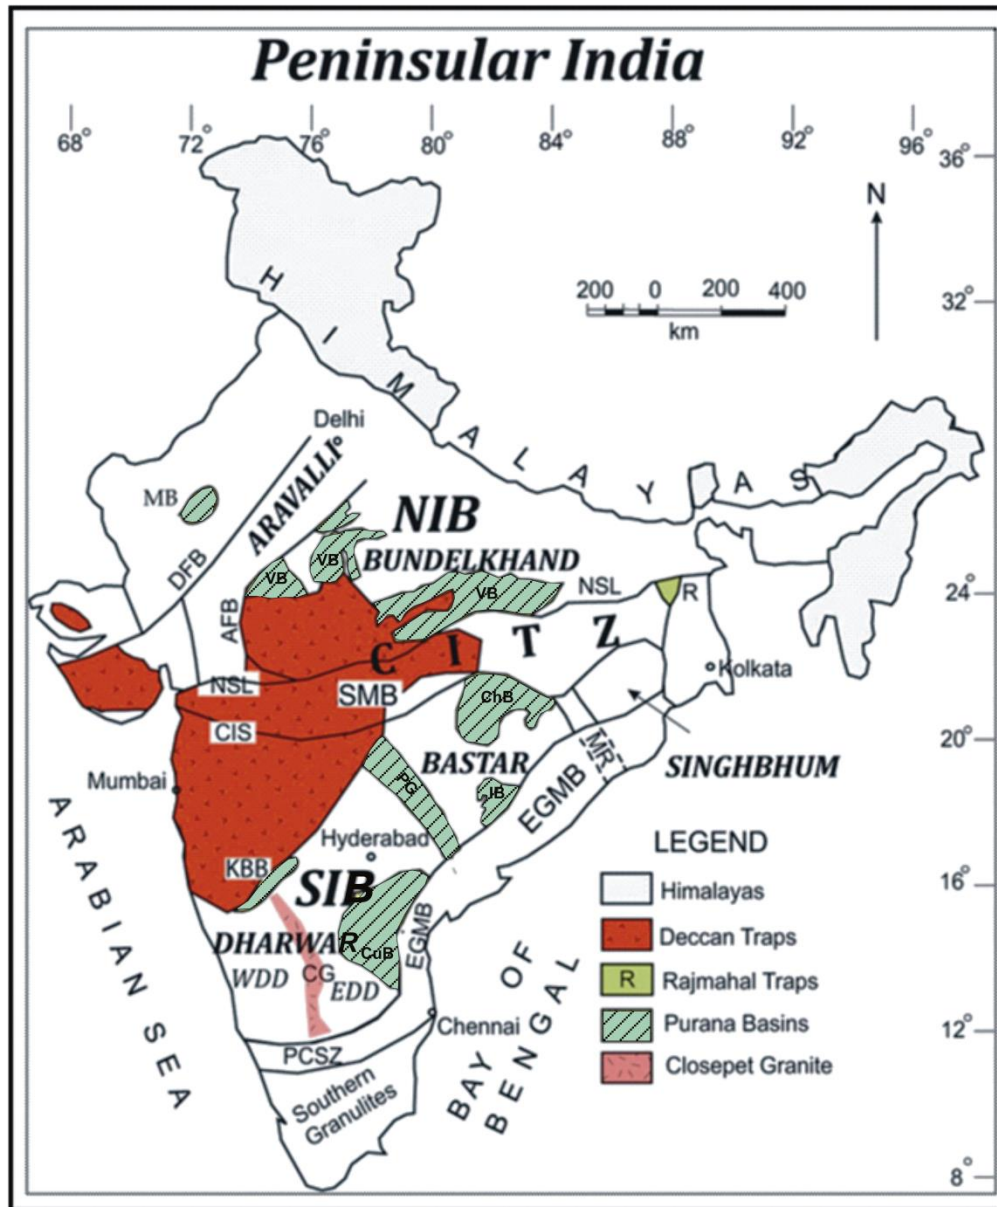 Peninsular India
68° 72° 76° 80° 84° 88° 92° 96°
36°
N
32°
200 0 200 400
km
H I M A L A Y A S
Delhi
ARAVALLI
MB
NIB
DFB
VB
BUNDELKHAND
VB
VB
NSL
R
24°
AFB
C I T Z
Kolkata
NSL
SMB
ChB
CIS
20°
BASTAR
MR
SINGHBHUM
Mumbai
PG
IB
EGMB
ARABIAN SEA
Hyderabad
LEGEND
KBB
SIB
16°
Himalayas
DHARWAR
EGMB
Deccan Traps
CuB
WDD
CG
EDD
R
Rajmahal Traps
Purana Basins
Chennai
12°
PCSZ
Closepet Granite
BAY OF
BENGAL
Southern
Granulites
8°